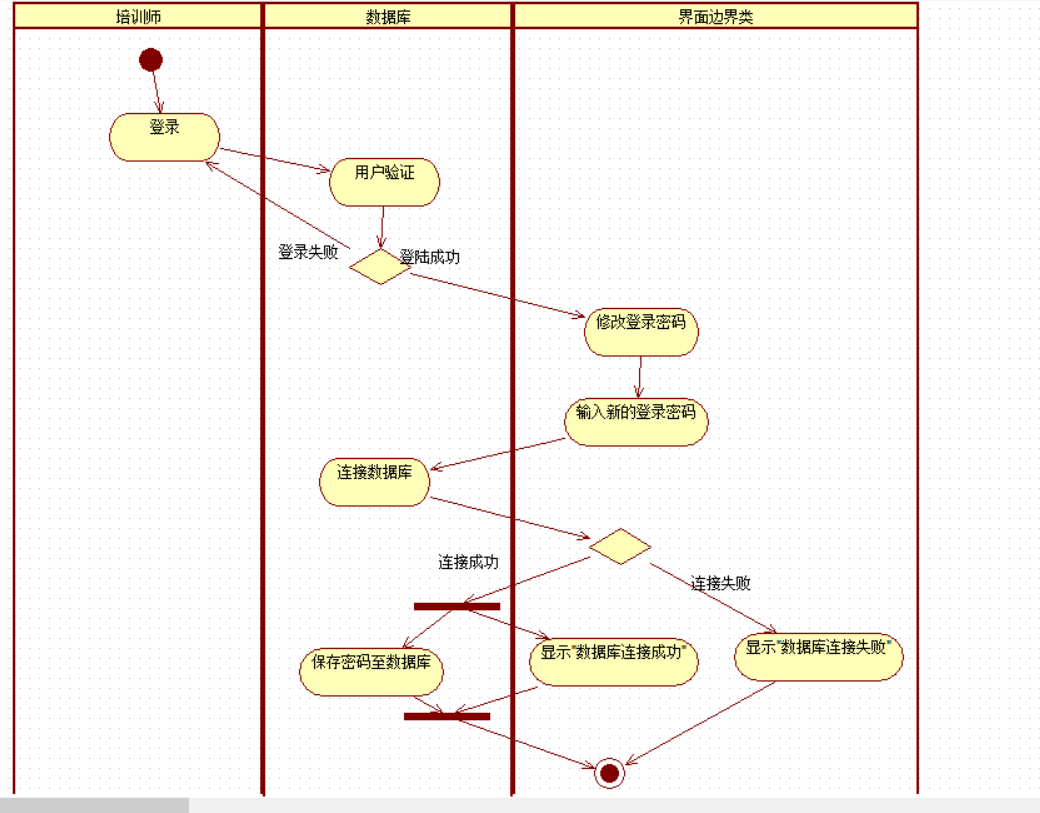 培训师
数据库
界面边界类
登录
用户验证
登录失败
登陆成功
修改登录密码
输入新的登录密码
连接数据库
连接成功
连接失败
保存密码至数据库
显示"数据库连接成功"
显示"数据库连接失败"